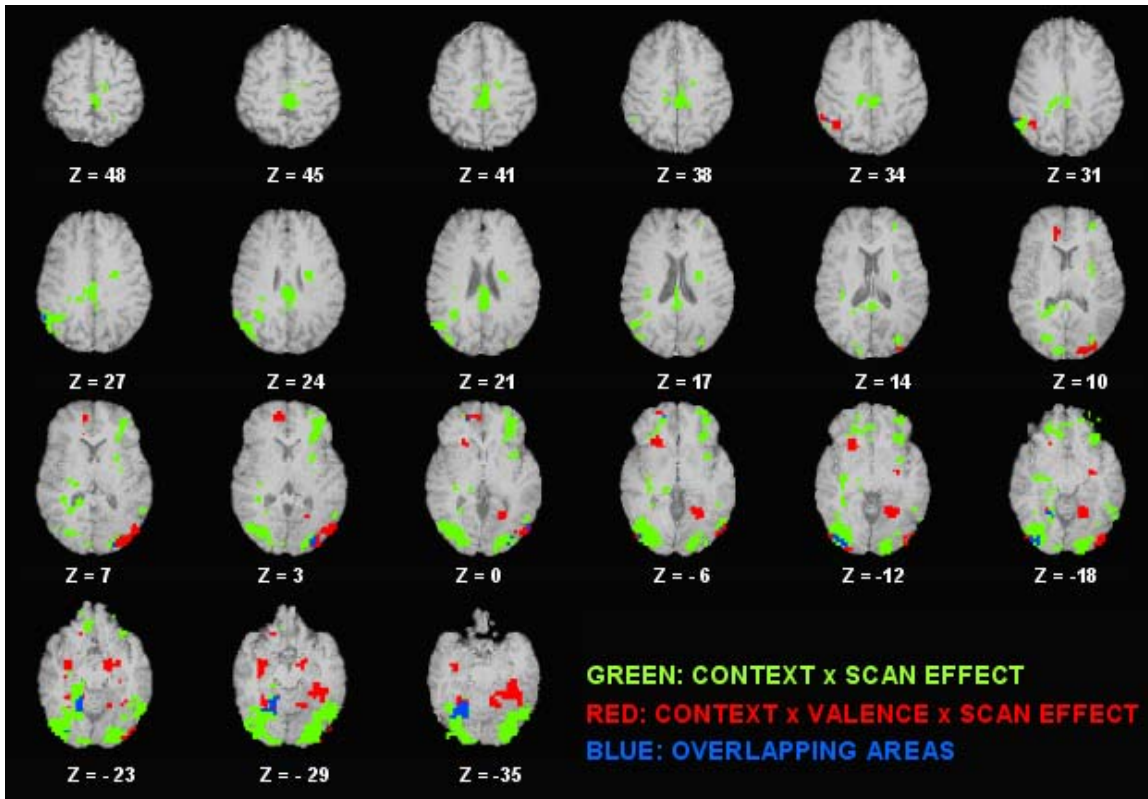 Z = 48 Z = 45 Z = 41 Z = 38 Z = 34 Z = 31
Z = 27 Z = 24 Z = 21 Z = 17 Z = 14 Z = 10
Z = 7 Z = 3 Z = 0 Z = - 6 Z = -12 Z = -18
Z = - 23 Z = - 29 Z = -35
GREEN: CONTEXT x SCAN EFFECT
RED: CONTEXT x VALENCE x SCAN EFFECT
BLUE: OVERLAPPING AREAS